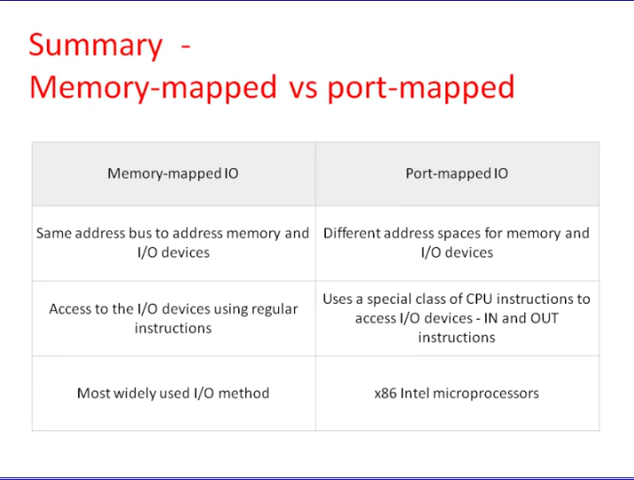 Summary -
Memory-mapped vs port-mapped
Memory-mapped IO
Port-mapped IO
Same address bus to address memory and
I/O devices
Different address spaces for memory and
I/O devices
Access to the I/O devices using regular
instructions
Uses a special class of CPU instructions to
access I/O devices - IN and OUT
instructions
Most widely used I/O method
x86 Intel microprocessors